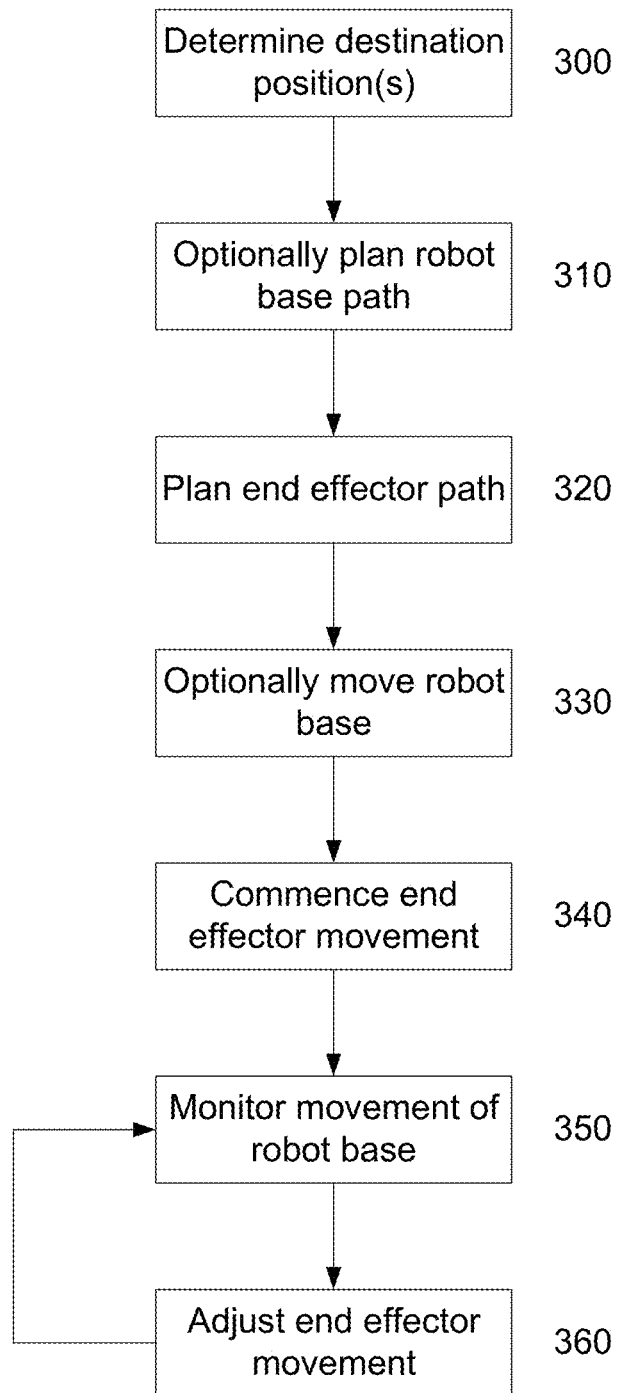 Determine destination
position(s)
300
Optionally plan robot
base path
310
Plan end effector path
320
Optionally move robot
base
330
Commence end
effector movement
340
Monitor movement of
robot base
350
Adjust end effector
movement
360